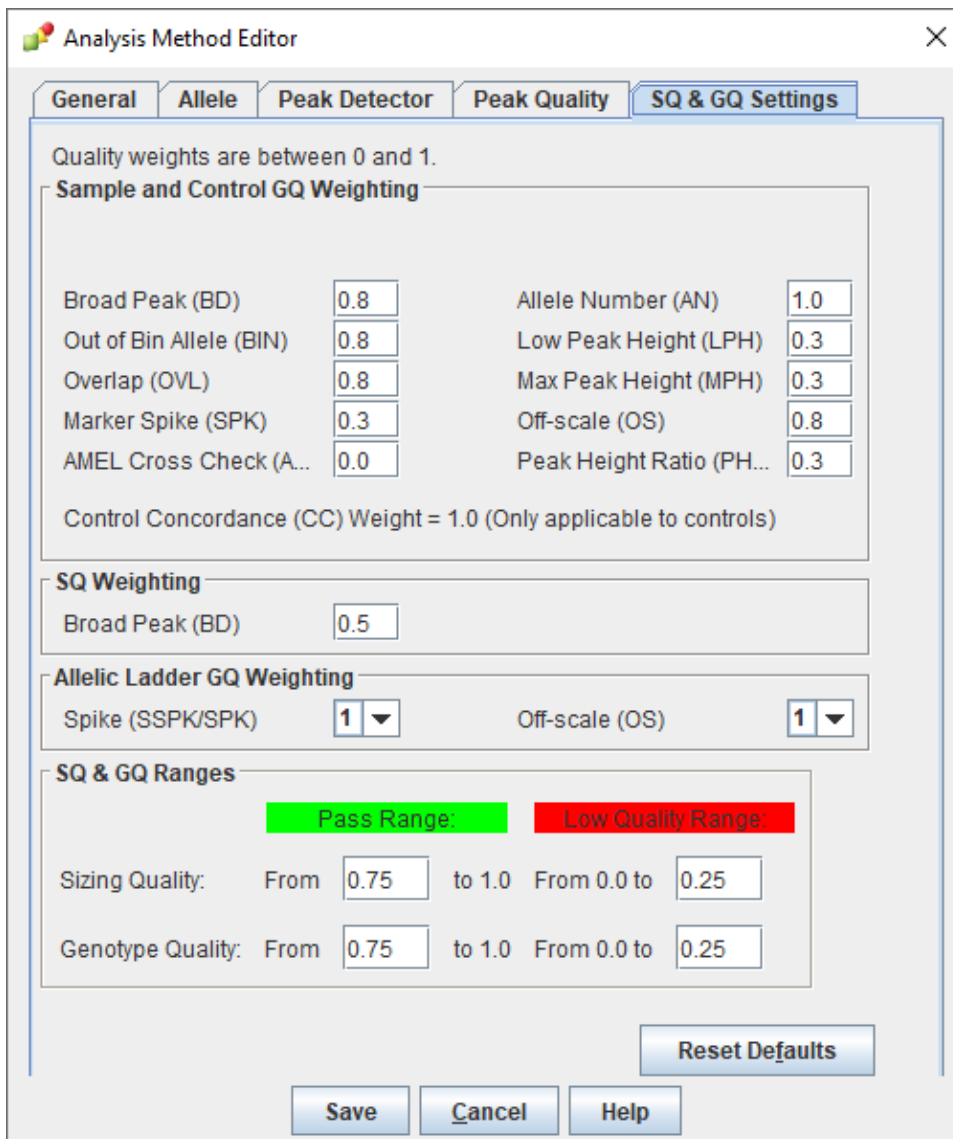 Analysis Method Editor
General Allele Peak Detector Peak Quality SQ & GQ Settings
Quality weights are between 0 and 1.
Sample and Control GQ Weighting
Broad Peak (BD) 0.8 Allele Number (AN) 1.0
Out of Bin Allele (BIN) 0.8 Low Peak Height (LPH) 0.3
Overlap (OVL) 0.8 Max Peak Height (MPH) 0.3
Marker Spike (SPK) 0.3 Off-scale (OS) 0.8
AMEL Cross Check (A... 0.0 Peak Height Ratio (PH... 0.3
Control Concordance (CC) Weight = 1.0 (Only applicable to controls)
SQ Weighting
Broad Peak (BD) 0.5
Allelic Ladder GQ Weighting
Spike (SSPK/SPK) 1 Off-scale (OS) 1
SQ & GQ Ranges
Pass Range: Low Quality Range:
Sizing Quality: From 0.75 to 1.0 From 0.0 to 0.25
Genotype Quality: From 0.75 to 1.0 From 0.0 to 0.25
Reset Defaults
Save Cancel Help